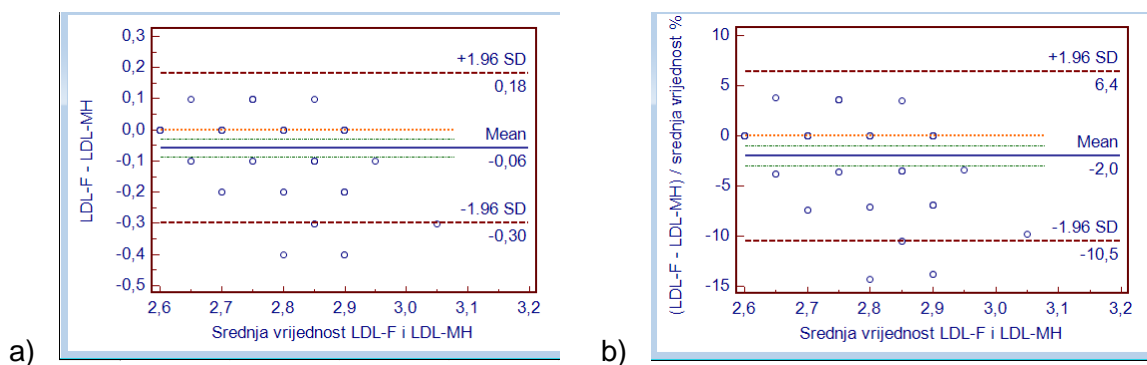 a)
LDL-F - LDL-MH
0,3
0,2
0,1
0,0
-0,1
-0,2
-0,3
-0,4
-0,5
+1.96 SD
0,18
Mean
-0,06
-1.96 SD
-0,30
2,6 2,7 2,8 2,9 3,0 3,1 3,2
Srednja vrijednost LDL-F i LDL-MH
b)
(LDL-F - LDL-MH) / srednja vrijednost %
10
5
0
-5
-10
-15
+1.96 SD
6,4
Mean
-2,0
-1.96 SD
-10,5
2,6 2,7 2,8 2,9 3,0 3,1 3,2
Srednja vrijednost LDL-F i LDL-MH